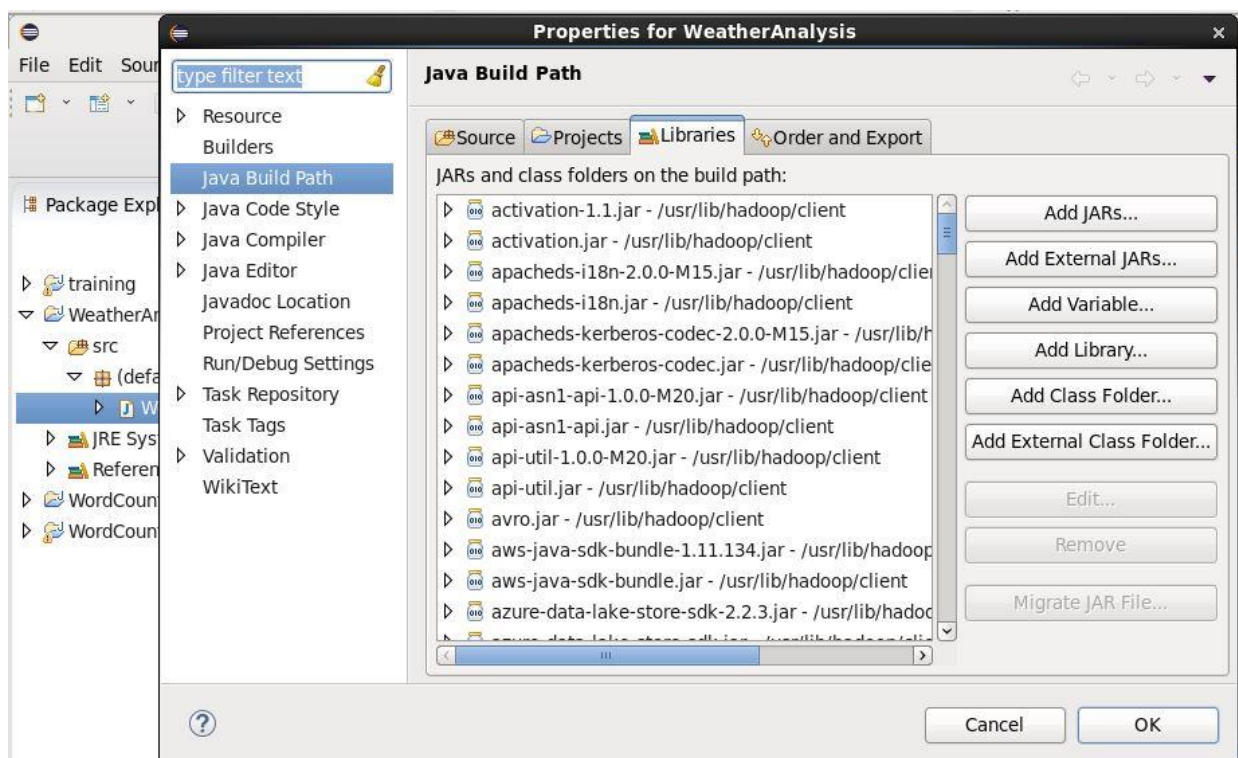 Properties for WeatherAnalysis
File Edit Sour
type filter text
Java Build Path
Resource
Builders
Java Build Path
Java Code Style
Java Compiler
Java Editor
Javadoc Location
Project References
Run/Debug Settings
Task Repository
Task Tags
Validation
WikiText
Package Expl
training
WeatherAn
src
(defa
W
JRE Sys
Referen
WordCoun
WordCoun
Source Projects Libraries Order and Export
JARs and class folders on the build path:
activation-1.1.jar - /usr/lib/hadoop/client
activation.jar - /usr/lib/hadoop/client
apacheds-i18n-2.0.0-M15.jar - /usr/lib/hadoop/clien
apacheds-i18n.jar - /usr/lib/hadoop/client
apacheds-kerberos-codec-2.0.0-M15.jar - /usr/lib/h
apacheds-kerberos-codec.jar - /usr/lib/hadoop/clie
api-asn1-api-1.0.0-M20.jar - /usr/lib/hadoop/client
api-asn1-api.jar - /usr/lib/hadoop/client
api-util-1.0.0-M20.jar - /usr/lib/hadoop/client
api-util.jar - /usr/lib/hadoop/client
avro.jar - /usr/lib/hadoop/client
aws-java-sdk-bundle-1.11.134.jar - /usr/lib/hadoop
aws-java-sdk-bundle.jar - /usr/lib/hadoop/client
azure-data-lake-store-sdk-2.2.3.jar - /usr/lib/hadoc
Add JARs...
Add External JARs...
Add Variable...
Add Library...
Add Class Folder...
Add External Class Folder...
Edit...
Remove
Migrate JAR File...
Cancel
OK